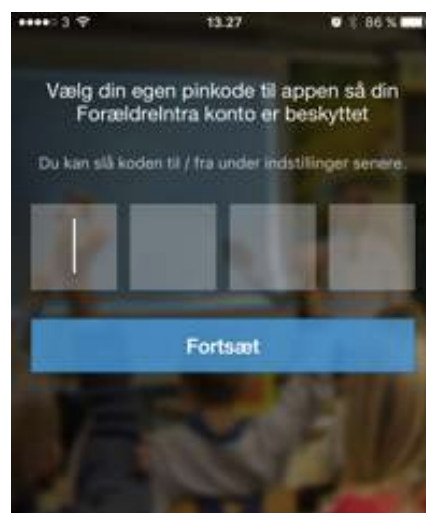 3 13.27 86 %
Vælg din egen pinkode til appen så din
ForældreIntra konto er beskyttet
Du kan slå koden til / fra under indstillinger senere.
Fortsæt